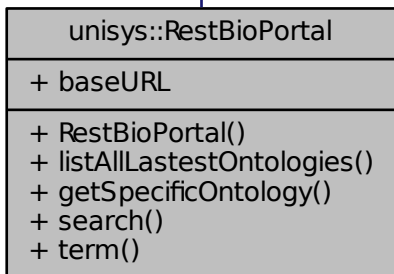 unisys::RestBioPortal
+ baseURL
+ RestBioPortal()
+ listAllLastestOntologies()
+ getSpecificOntology()
+ search()
+ term()